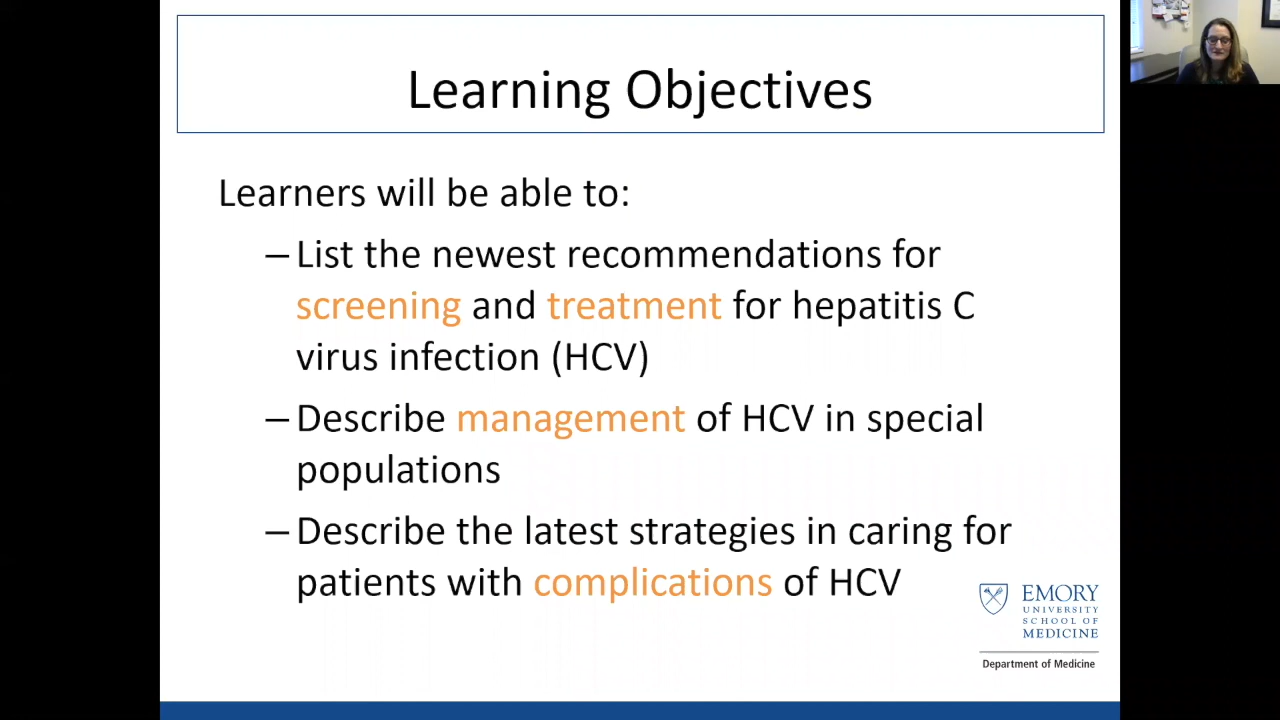 Learning Objectives
Learners will be able to:
– List the newest recommendations for
screening and treatment for hepatitis C
virus infection (HCV)
– Describe management of HCV in special
populations
– Describe the latest strategies in caring for
patients with complications of HCV
EMORY
UNIVERSITY
SCHOOL OF
MEDICINE
Department of Medicine